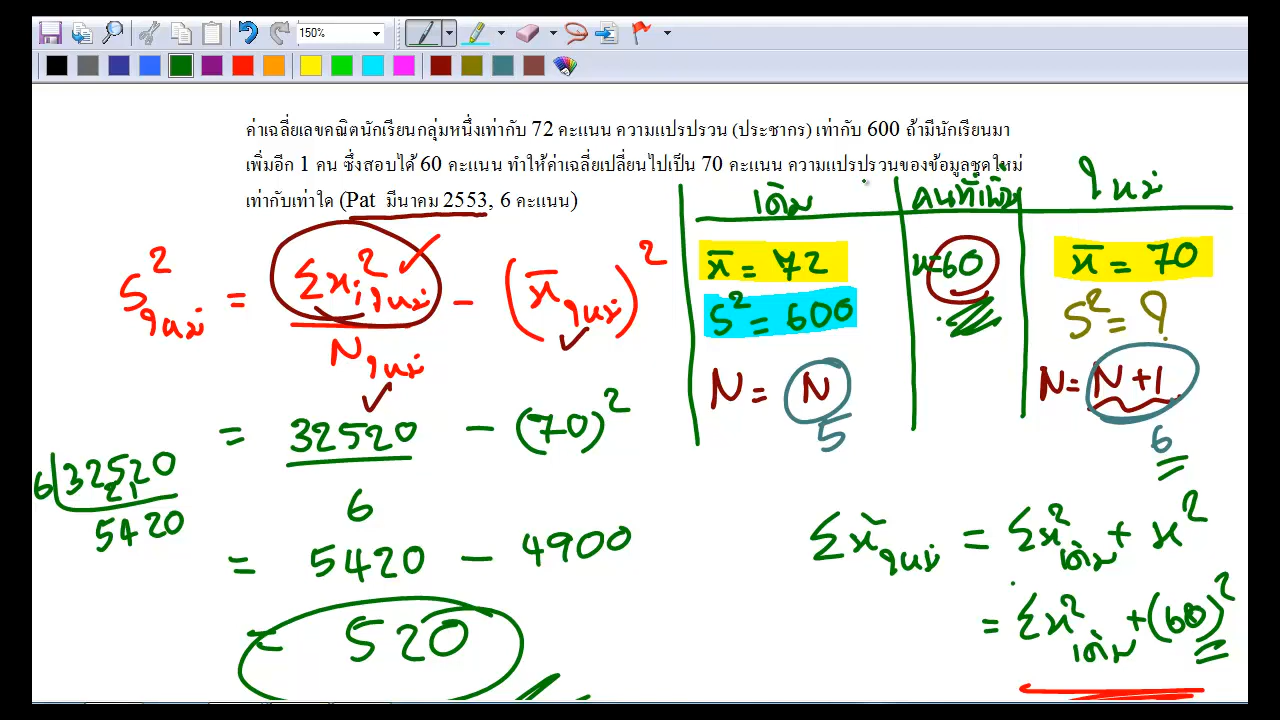 150%
ค่าเฉลี่ยเลขคณิตนักเรียนกลุ่มหนึ่งเท่ากับ 72 คะแนน ความแปรปรวน (ประชากร) เท่ากับ 600 ถ้ามีนักเรียนมา
เพิ่มอีก 1 คน ซึ่งสอบได้ 60 คะแนน ทำให้ค่าเฉลี่ยเปลี่ยนไปเป็น 70 คะแนน ความแปรปรวนของข้อมูลชุดใหม่
เท่ากับเท่าใด (Pat มีนาคม 2553, 6 คะแนน)
S²ใหม่ = Σxᵢ²ใหม่ / Nใหม่ - (x̄ใหม่)²
= 32520 / 6 - (70)²
6 32520
21
5420
= 5420 - 4900
= 520
เดิม คนที่เพิ่ม ใหม่
x̄ = 72 x=60 x̄ = 70
S² = 600 S² = ?
N = N N = N+1
5 6
Σx²ใหม่ = Σx²เดิม + x²
= Σx²เดิม + (60)²